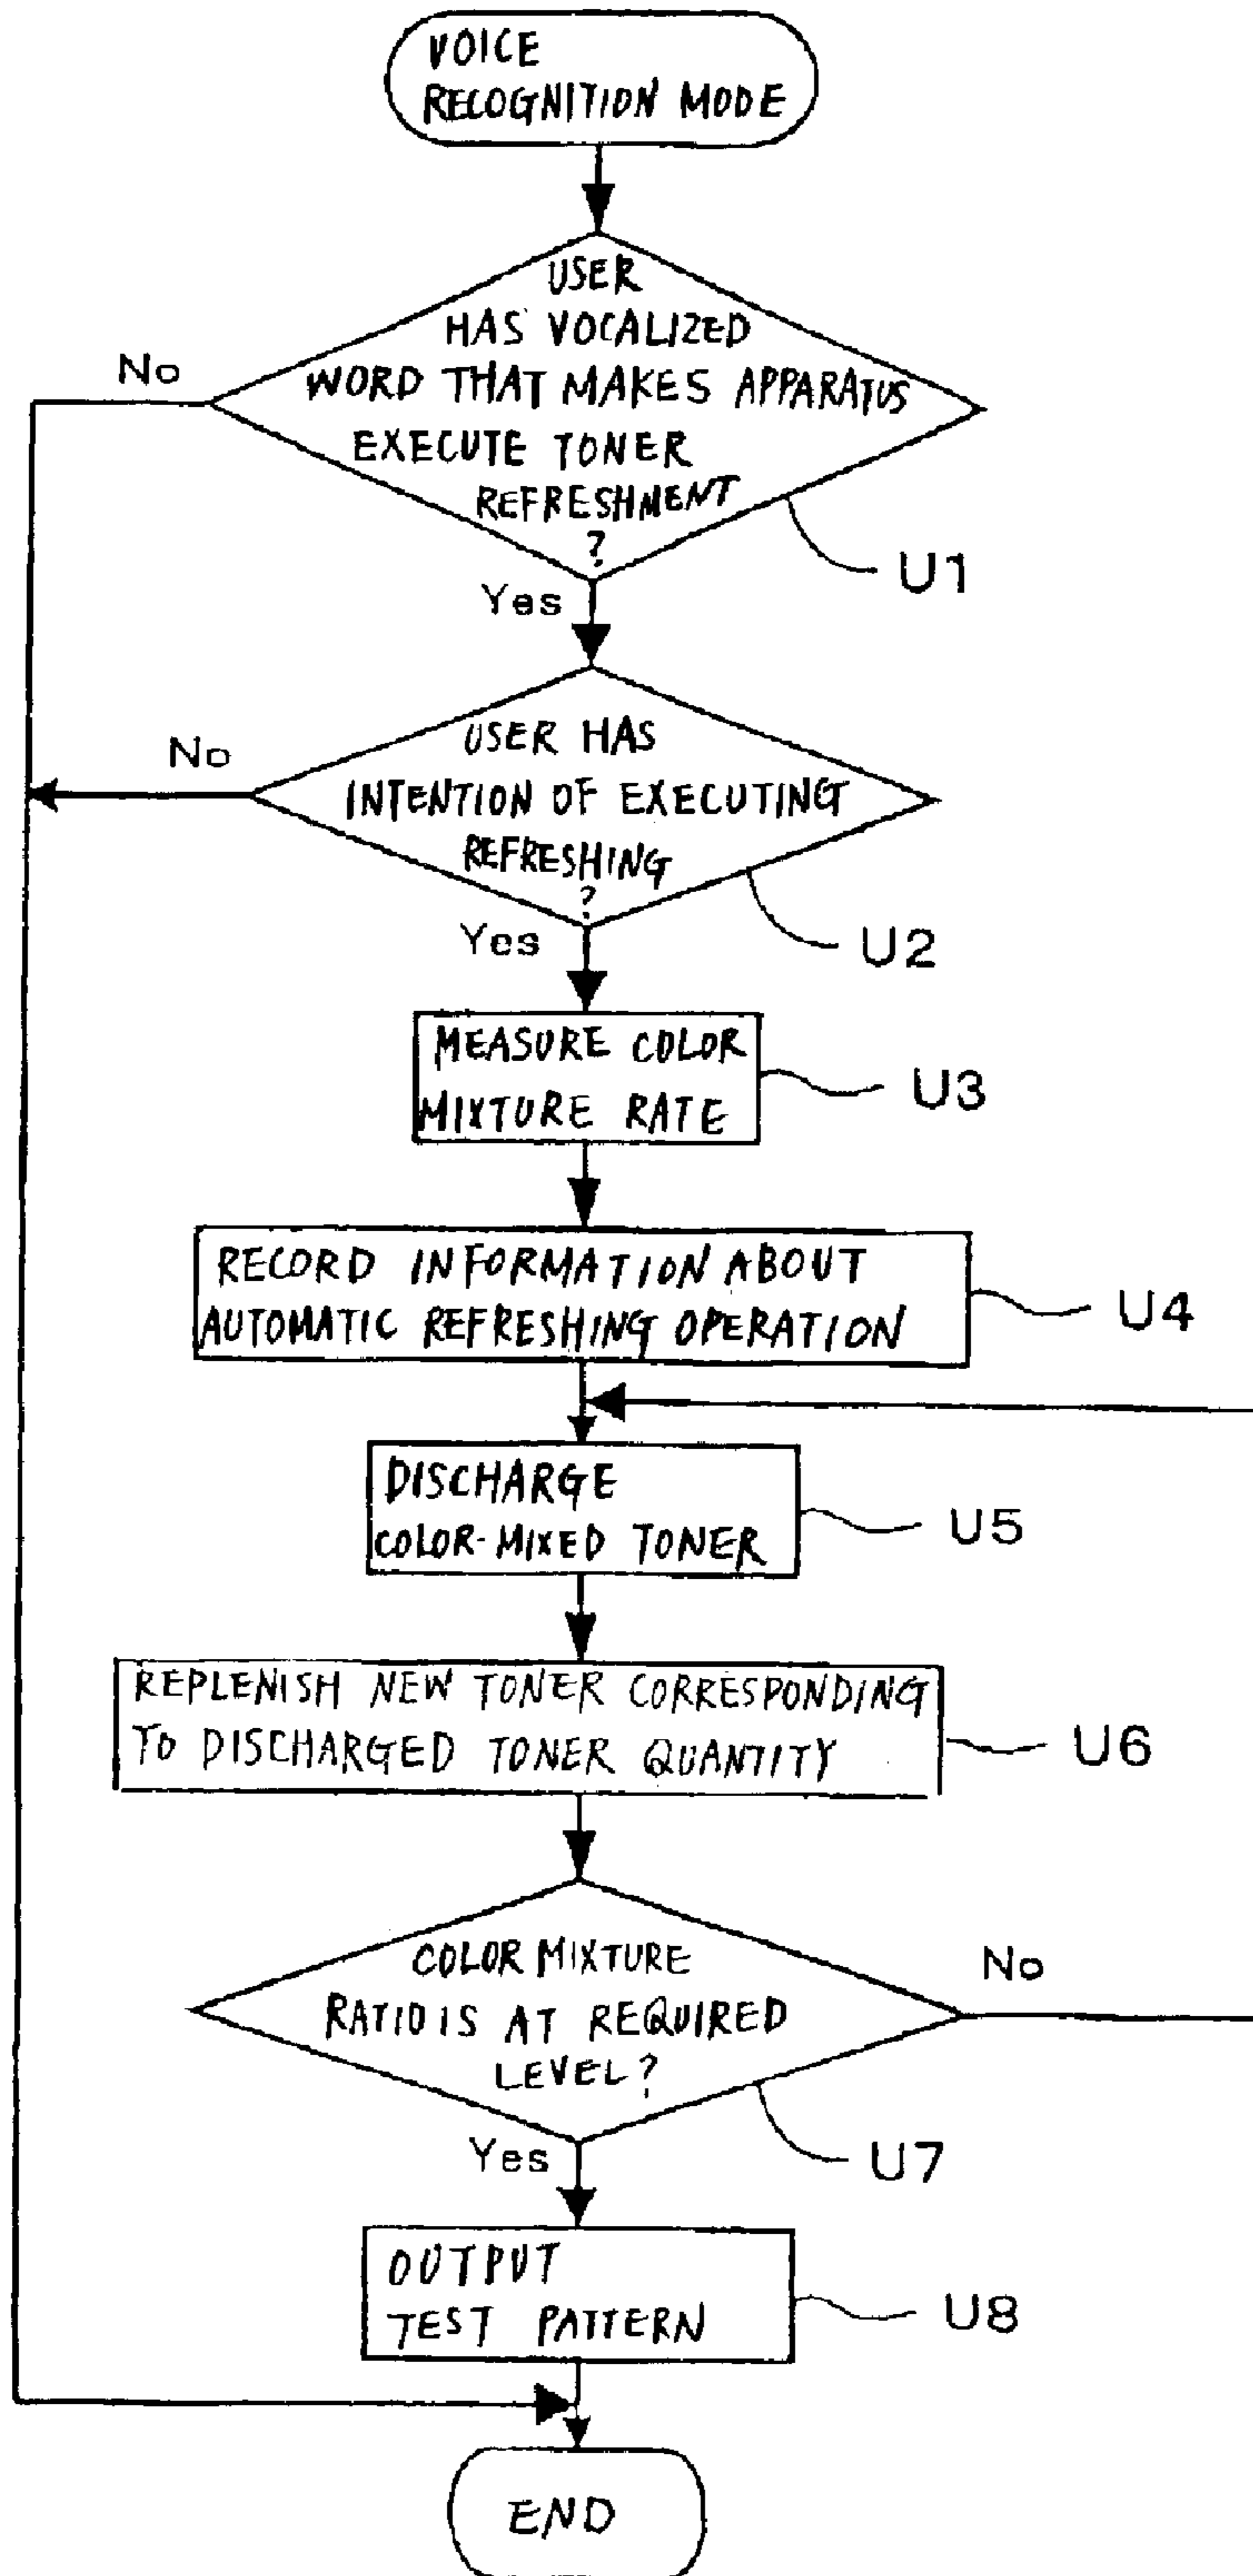 VOICE
RECOGNITION MODE
USER
HAS VOCALIZED
WORD THAT MAKES APPARATUS
EXECUTE TONER
REFRESHMENT
?
No
Yes
U1
USER HAS
INTENTION OF EXECUTING
REFRESHING
?
No
Yes
U2
MEASURE COLOR
MIXTURE RATE
U3
RECORD INFORMATION ABOUT
AUTOMATIC REFRESHING OPERATION
U4
DISCHARGE
COLOR-MIXED TONER
U5
REPLENISH NEW TONER CORRESPONDING
TO DISCHARGED TONER QUANTITY
U6
COLOR MIXTURE
RATIO IS AT REQUIRED
LEVEL?
No
Yes
U7
OUTPUT
TEST PATTERN
U8
END